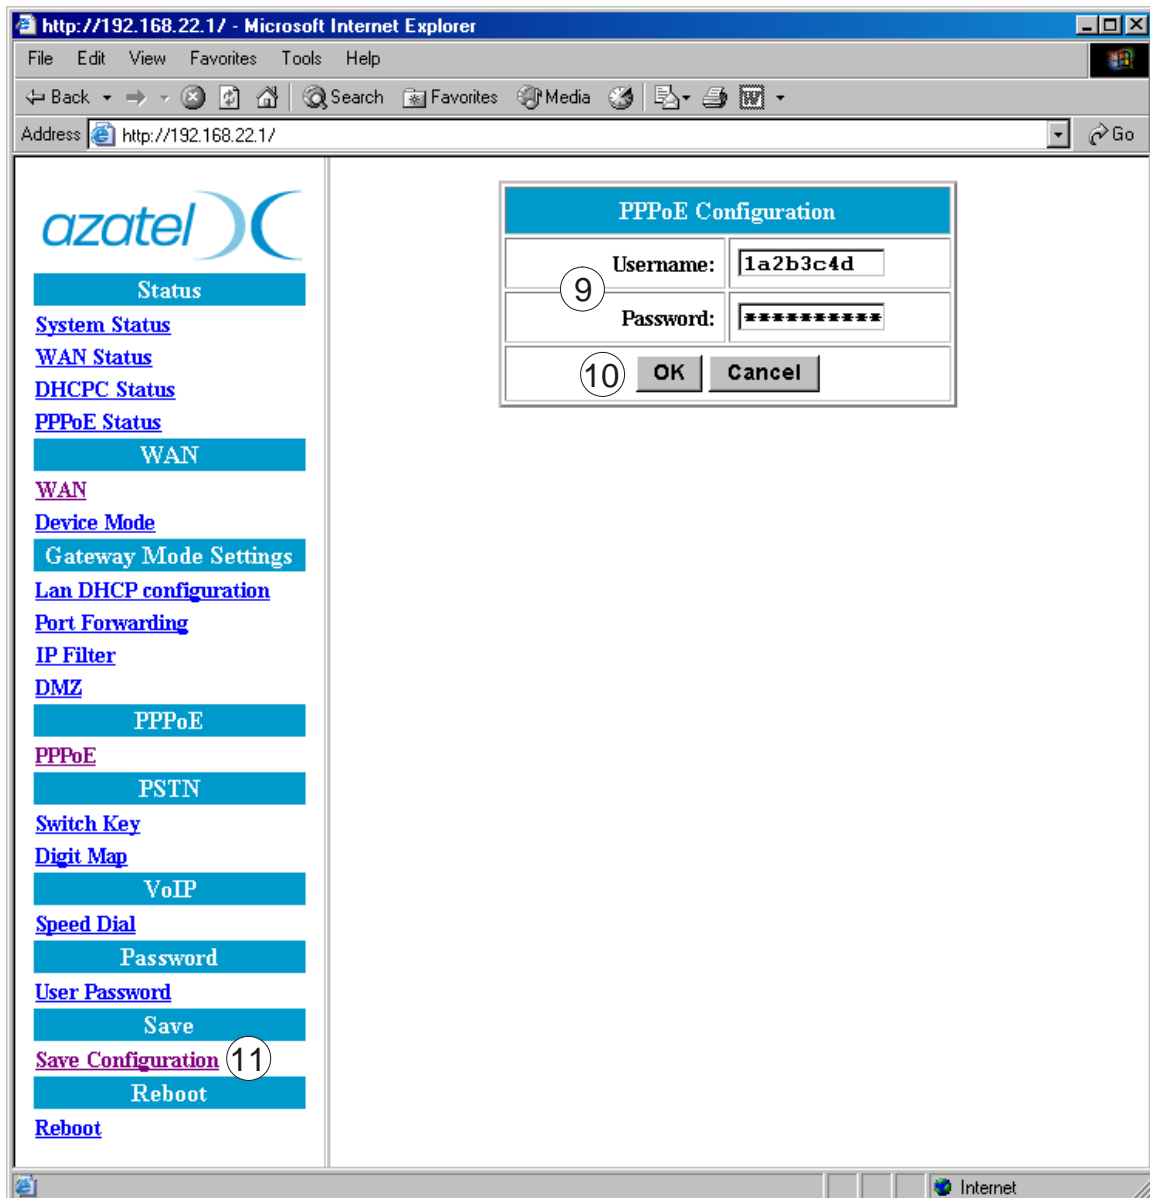 http://192.168.22.1/ - Microsoft Internet Explorer
File Edit View Favorites Tools Help
Back Search Favorites Media
Address http://192.168.22.1/ Go
azatel
Status
System Status
WAN Status
DHCPC Status
PPPoE Status
WAN
WAN
Device Mode
Gateway Mode Settings
Lan DHCP configuration
Port Forwarding
IP Filter
DMZ
PPPoE
PPPoE
PSTN
Switch Key
Digit Map
VoIP
Speed Dial
Password
User Password
Save
Save Configuration 11
Reboot
Reboot
PPPoE Configuration
Username: 1a2b3c4d
9
Password: **********
10 OK Cancel
Internet